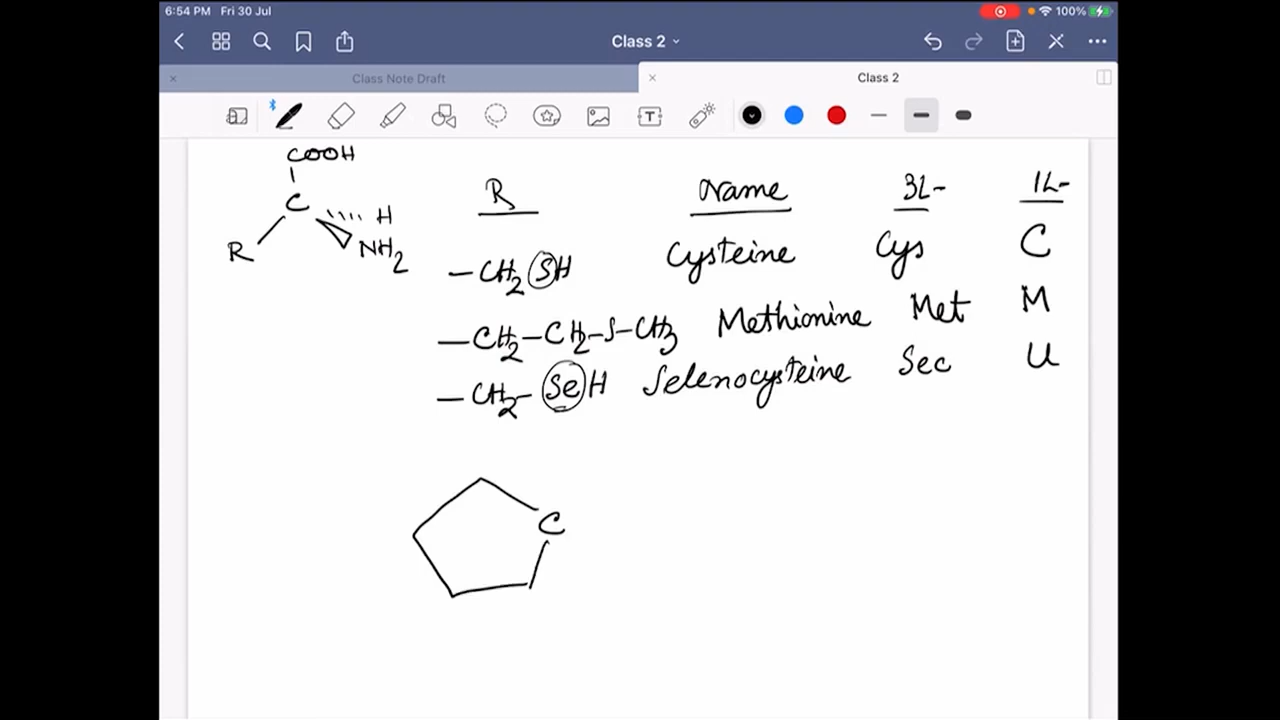 6:54 PM Fri 30 Jul 100%
Class 2
Class Note Draft
Class 2
T
COOH
C
H
R
NH2
R Name 3L- 1L-
—CH2SH Cysteine Cys C
—CH2—CH2—S—CH3 Methionine Met M
—CH2—SeH Selenocysteine Sec U
C